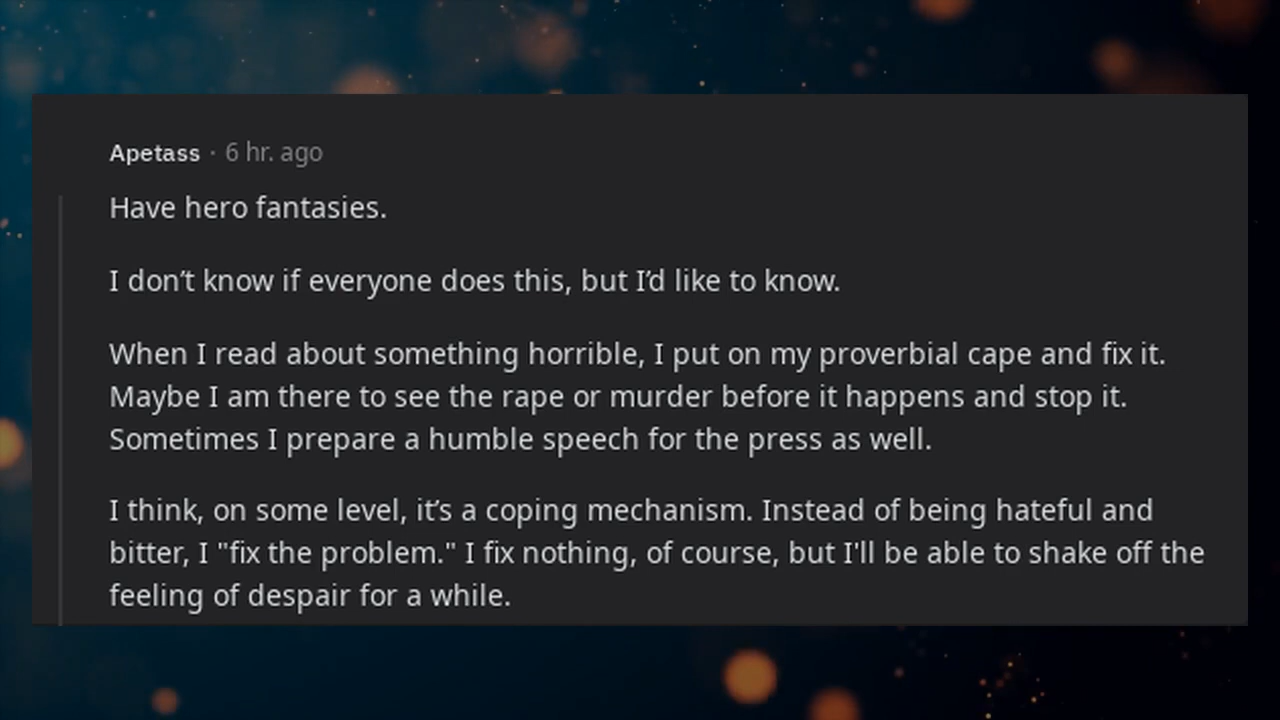 Apetass · 6 hr. ago
Have hero fantasies.
I don’t know if everyone does this, but I’d like to know.
When I read about something horrible, I put on my proverbial cape and fix it.
Maybe I am there to see the rape or murder before it happens and stop it.
Sometimes I prepare a humble speech for the press as well.
I think, on some level, it’s a coping mechanism. Instead of being hateful and
bitter, I "fix the problem." I fix nothing, of course, but I'll be able to shake off the
feeling of despair for a while.